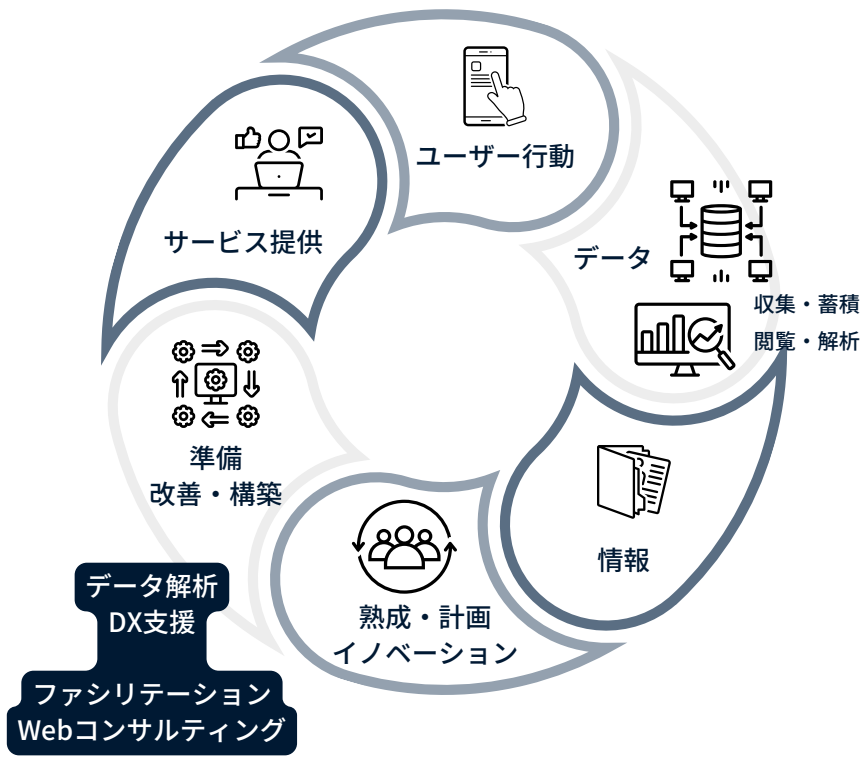 ユーザー行動
サービス提供
データ
収集・蓄積
閲覧・解析
情報
熟成・計画
イノベーション
準備
改善・構築
データ解析
DX支援
ファシリテーション
Webコンサルティング